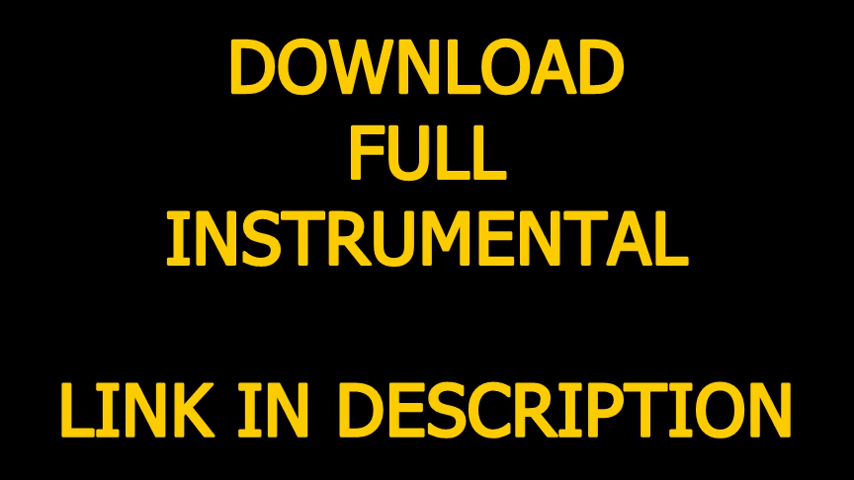 DOWNLOAD
FULL
INSTRUMENTAL
LINK IN DESCRIPTION